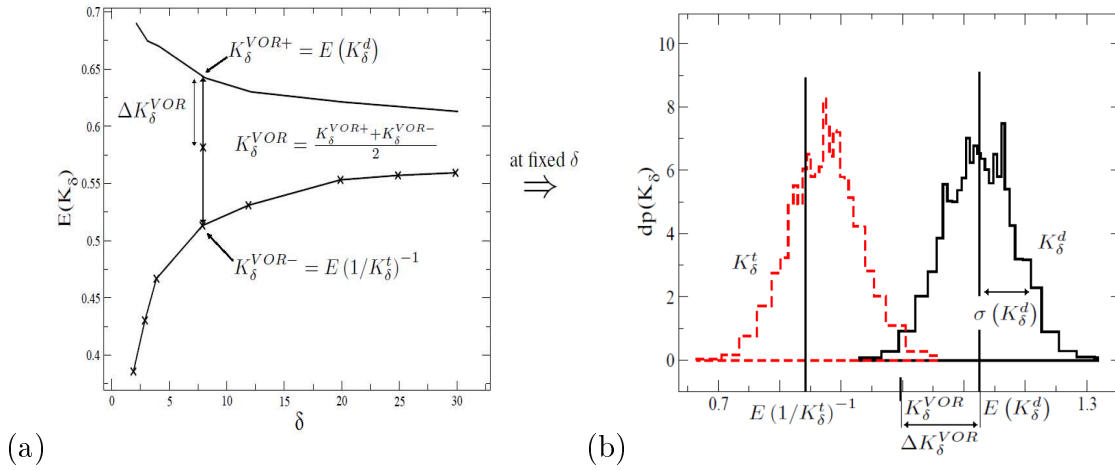 0.7
0.65
0.6
0.55
0.5
0.45
0.4
E(K_δ)
0 5 10 15 20 25 30
δ
K_δ^{VOR+} = E (K_δ^d)
ΔK_δ^{VOR}
K_δ^{VOR} = \frac{K_δ^{VOR+}+K_δ^{VOR-}}{2}
K_δ^{VOR-} = E (1/K_δ^t)^{-1}
(a)
at fixed δ
⇒
10
8
6
4
2
0
dp(K_δ)
K_δ^t
K_δ^d
σ (K_δ^d)
0.7 1.3
E (1/K_δ^t)^{-1} K_δ^{VOR} E (K_δ^d)
ΔK_δ^{VOR}
(b)